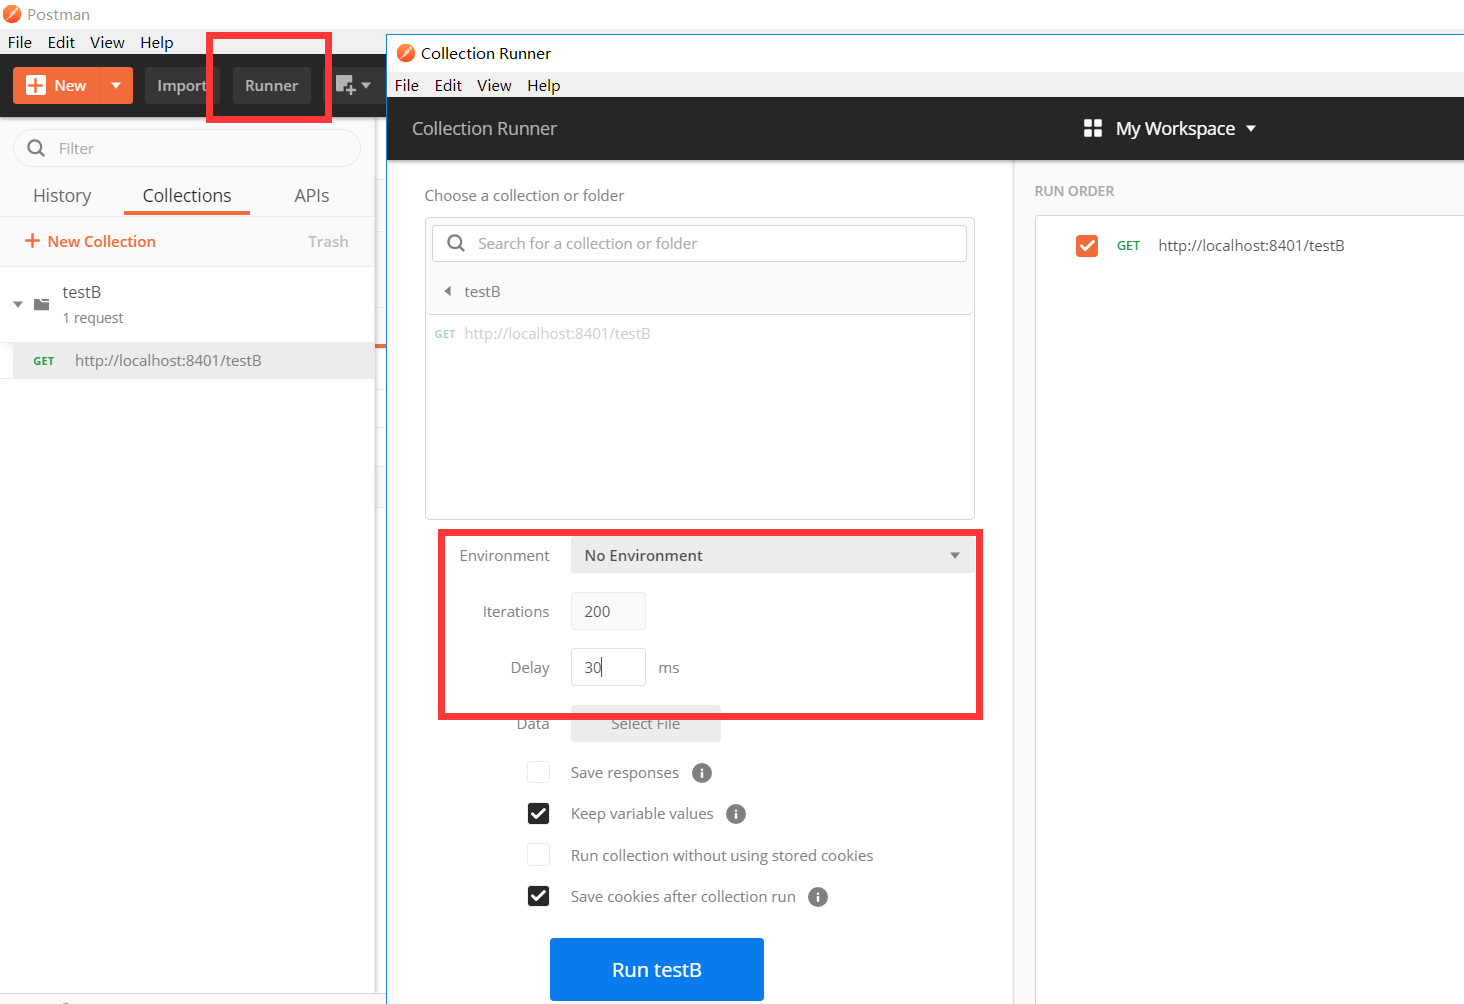 Postman
File Edit View Help
New Import Runner
Filter
History Collections APIs
New Collection Trash
testB
1 request
GET http://localhost:8401/testB
Collection Runner
File Edit View Help
Collection Runner My Workspace
Choose a collection or folder
Search for a collection or folder
testB
GET http://localhost:8401/testB
Environment No Environment
Iterations 200
Delay 30 ms
Data Select File
Save responses
Keep variable values
Run collection without using stored cookies
Save cookies after collection run
Run testB
RUN ORDER
GET http://localhost:8401/testB